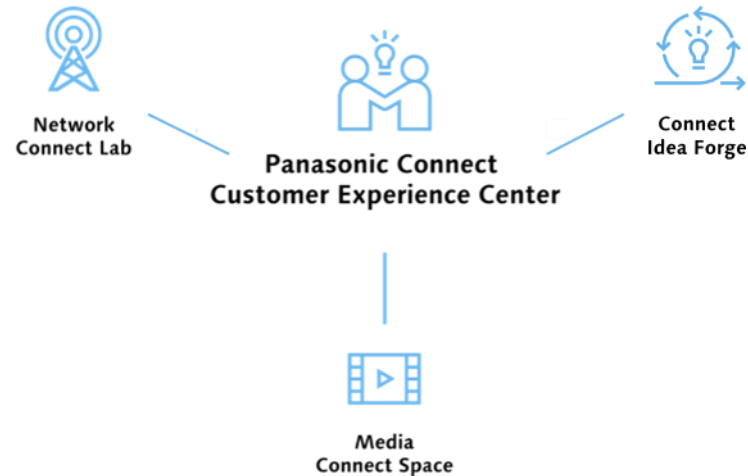 Network
Connect Lab
Panasonic Connect
Customer Experience Center
Connect
Idea Forge
Media
Connect Space